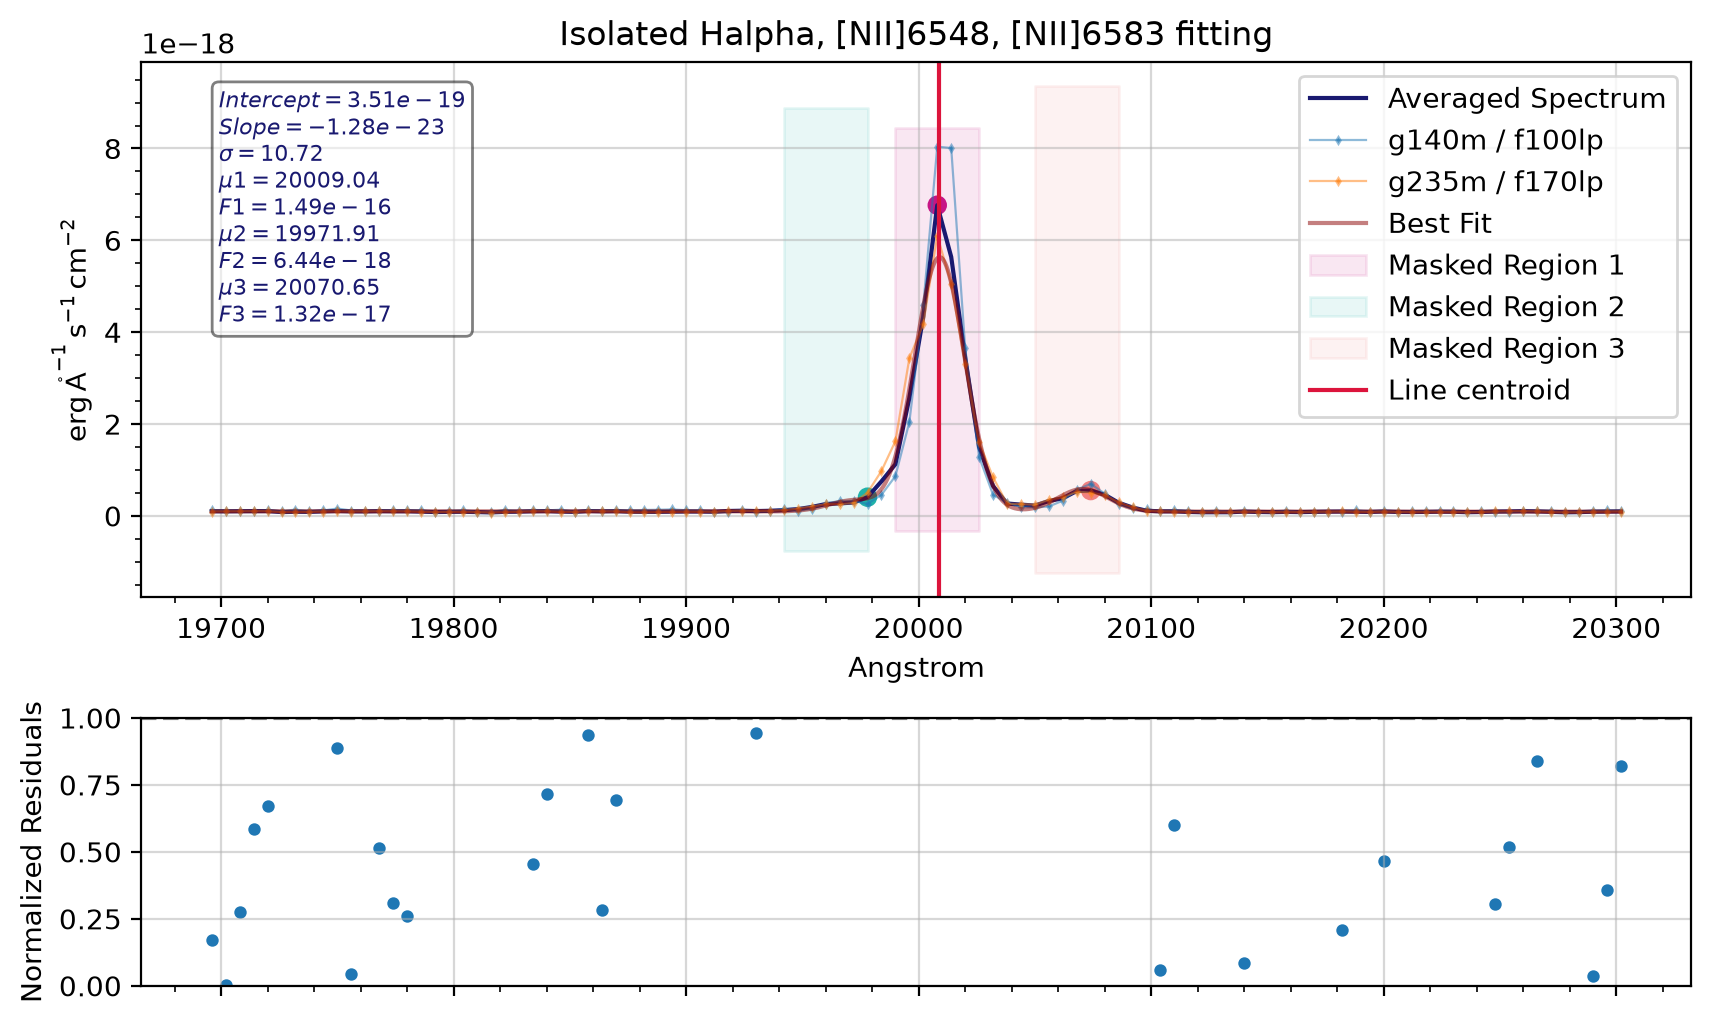 Isolated Halpha, [NII]6548, [NII]6583 fitting
1e−18
Intercept = 3.51e − 19
Slope = −1.28e − 23
σ = 10.72
μ1 = 20009.04
F1 = 1.49e − 16
μ2 = 19971.91
F2 = 6.44e − 18
μ3 = 20070.65
F3 = 1.32e − 17
Averaged Spectrum
g140m / f100lp
g235m / f170lp
Best Fit
Masked Region 1
Masked Region 2
Masked Region 3
Line centroid
erg Å⁻¹ s⁻¹ cm⁻²
8
6
4
2
0
19700 19800 19900 20000 20100 20200 20300
Angstrom
Normalized Residuals
1.00
0.75
0.50
0.25
0.00